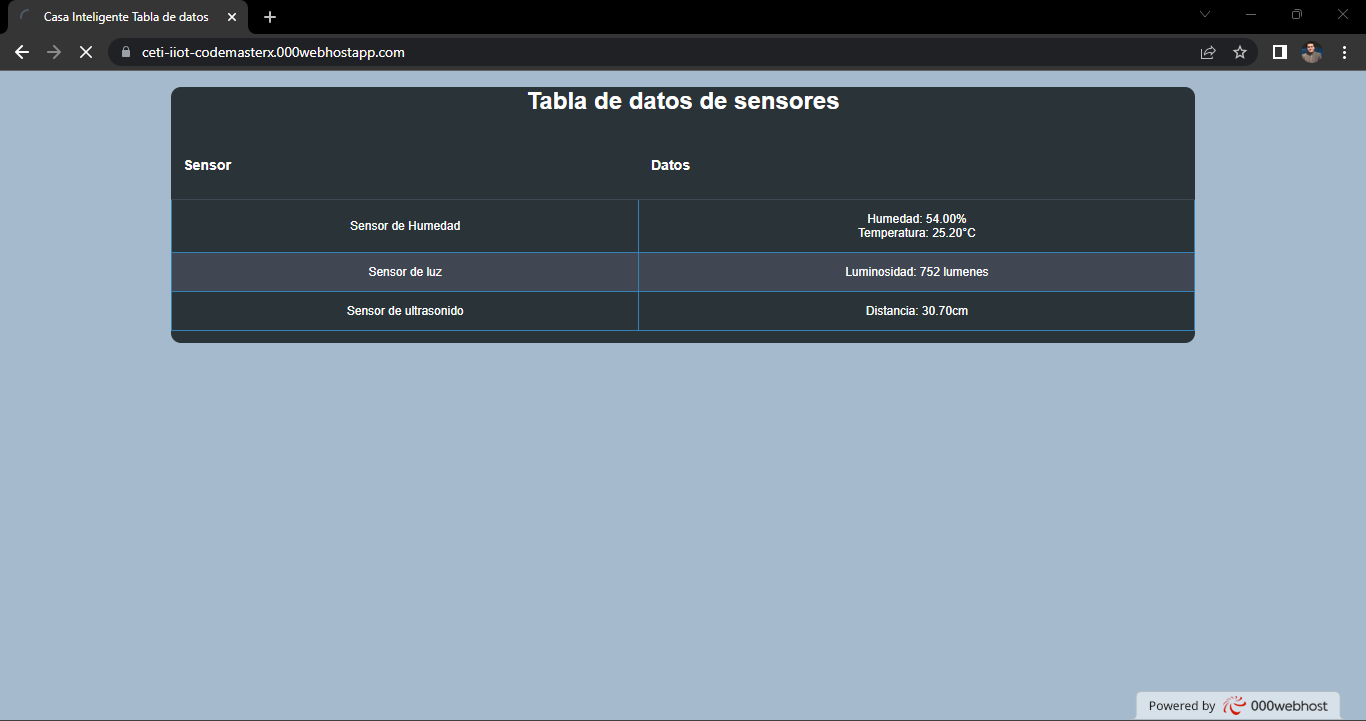 Casa Inteligente Tabla de datos
ceti-iiot-codemasterx.000webhostapp.com
Tabla de datos de sensores
Sensor Datos
Sensor de Humedad Humedad: 54.00%
Temperatura: 25.20°C
Sensor de luz Luminosidad: 752 lumenes
Sensor de ultrasonido Distancia: 30.70cm
Powered by 000webhost